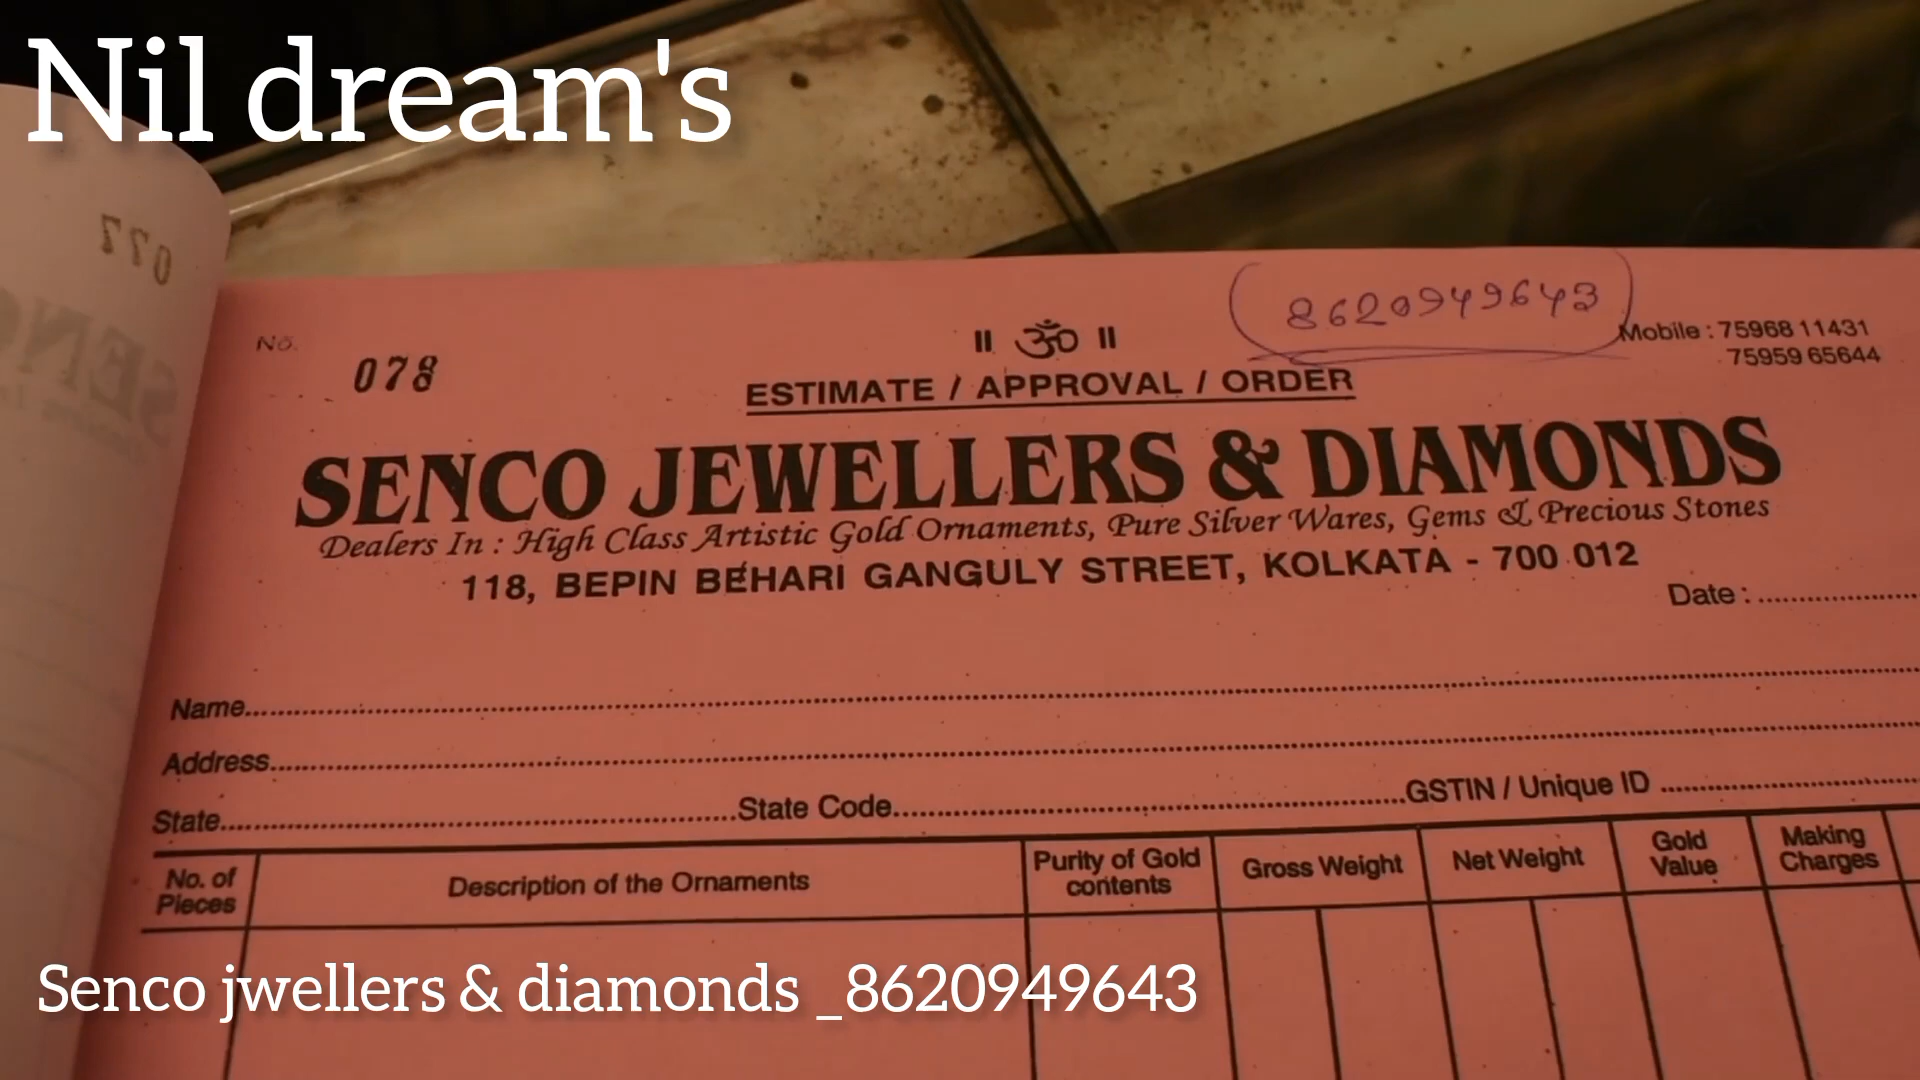 Nil dream's
077
8620949643
No.
078
॥ ॐ ॥
Mobile : 75968 11431
75959 65644
ESTIMATE / APPROVAL / ORDER
SENCO JEWELLERS & DIAMONDS
Dealers In : High Class Artistic Gold Ornaments, Pure Silver Wares, Gems & Precious Stones
118, BEPIN BEHARI GANGULY STREET, KOLKATA - 700 012
Date :
Name
Address
State State Code GSTIN / Unique ID
No. of Pieces Description of the Ornaments Purity of Gold contents Gross Weight Net Weight Gold Value Making Charges
Senco jwellers & diamonds _8620949643